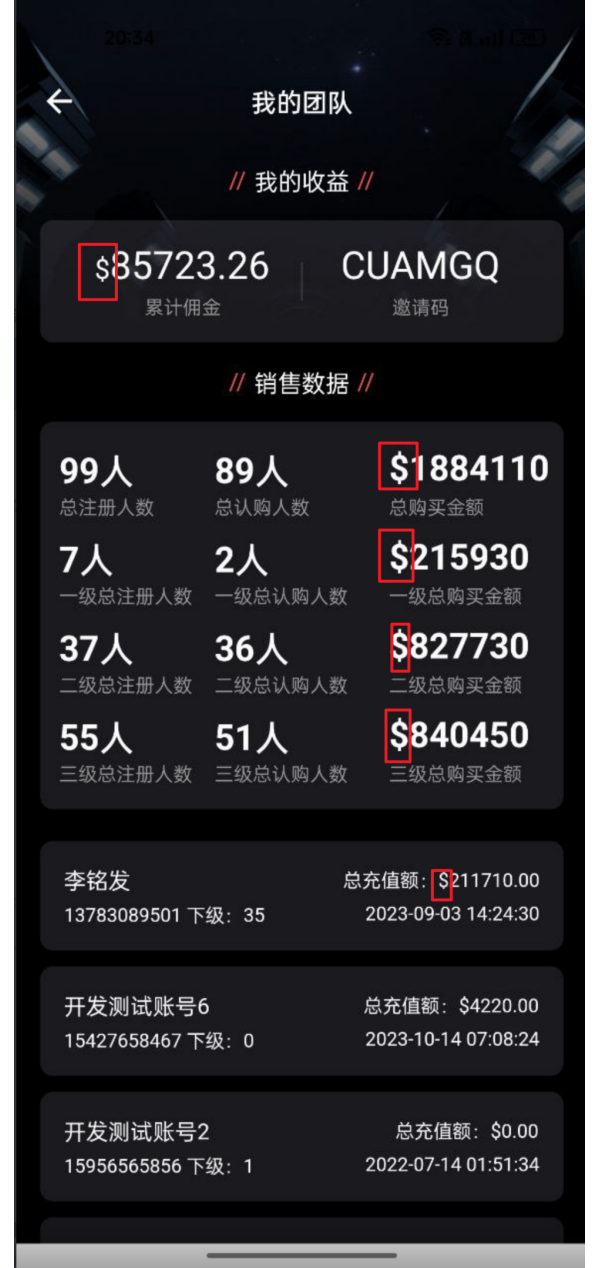 20:34
我的团队
// 我的收益 //
$85723.26 CUAMGQ
累计佣金 邀请码
// 销售数据 //
99人 89人 $1884110
总注册人数 总认购人数 总购买金额
7人 2人 $215930
一级总注册人数 一级总认购人数 一级总购买金额
37人 36人 $827730
二级总注册人数 二级总认购人数 二级总购买金额
55人 51人 $840450
三级总注册人数 三级总认购人数 三级总购买金额
李铭发 总充值额：$211710.00
13783089501 下级：35 2023-09-03 14:24:30
开发测试账号6 总充值额：$4220.00
15427658467 下级：0 2023-10-14 07:08:24
开发测试账号2 总充值额：$0.00
15956565856 下级：1 2022-07-14 01:51:34